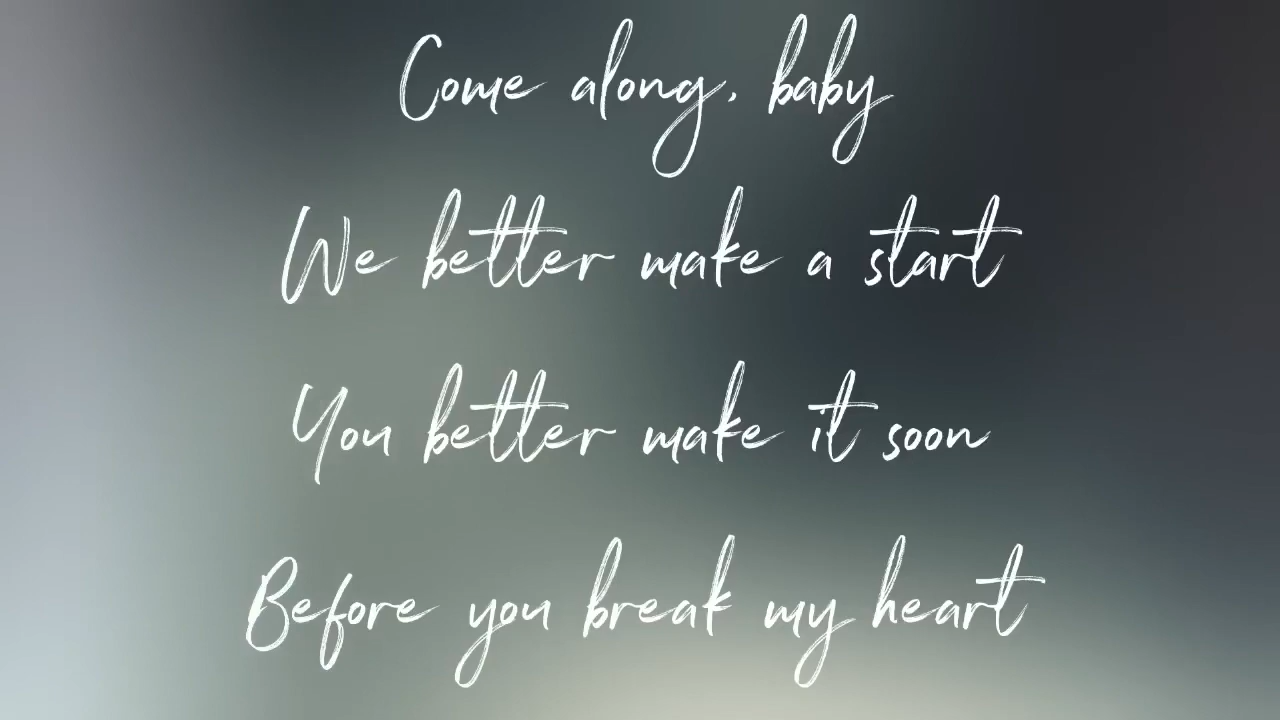 Come along, baby
We better make a start
You better make it soon
Before you break my heart